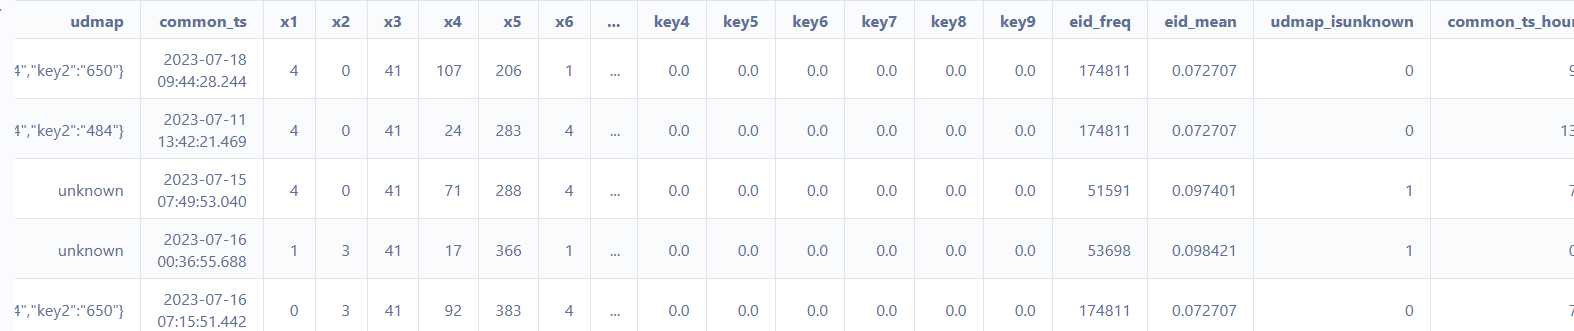 udmap common_ts x1 x2 x3 x4 x5 x6 ... key4 key5 key6 key7 key8 key9 eid_freq eid_mean udmap_isunknown common_ts_hour
2023-07-18
4","key2":"650"} 4 0 41 107 206 1 ... 0.0 0.0 0.0 0.0 0.0 0.0 174811 0.072707 0 9
09:44:28.244
2023-07-11
4","key2":"484"} 4 0 41 24 283 4 ... 0.0 0.0 0.0 0.0 0.0 0.0 174811 0.072707 0 13
13:42:21.469
2023-07-15
unknown 4 0 41 71 288 4 ... 0.0 0.0 0.0 0.0 0.0 0.0 51591 0.097401 1 7
07:49:53.040
2023-07-16
unknown 1 3 41 17 366 1 ... 0.0 0.0 0.0 0.0 0.0 0.0 53698 0.098421 1 0
00:36:55.688
2023-07-16
4","key2":"650"} 0 3 41 92 383 4 ... 0.0 0.0 0.0 0.0 0.0 0.0 174811 0.072707 0 7
07:15:51.442